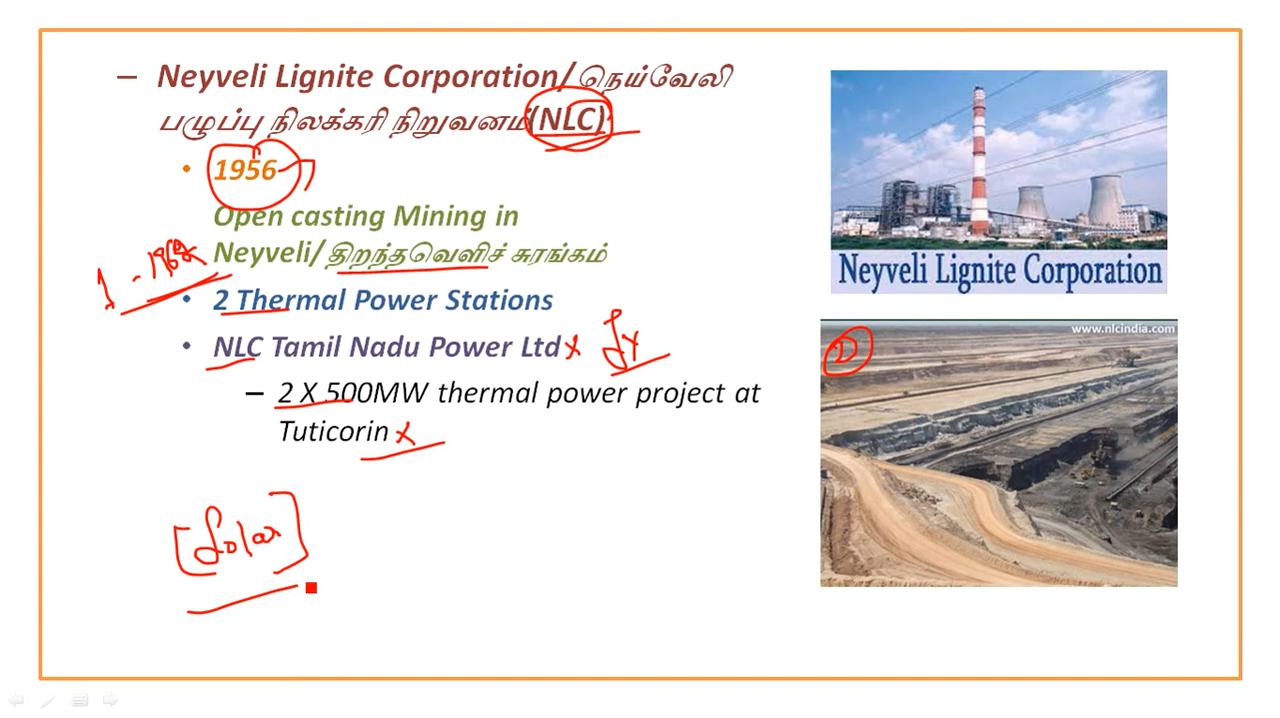 – Neyveli Lignite Corporation/ நெய்வேலி
பழுப்பு நிலக்கரி நிறுவனம்(NLC)
• 1956
Open casting Mining in
Neyveli/ திறந்தவெளிச் சுரங்கம்
• 2 Thermal Power Stations
• NLC Tamil Nadu Power Ltd
– 2 X 500MW thermal power project at
Tuticorin
[Solar]
Neyveli Lignite Corporation
www.nlcindia.com